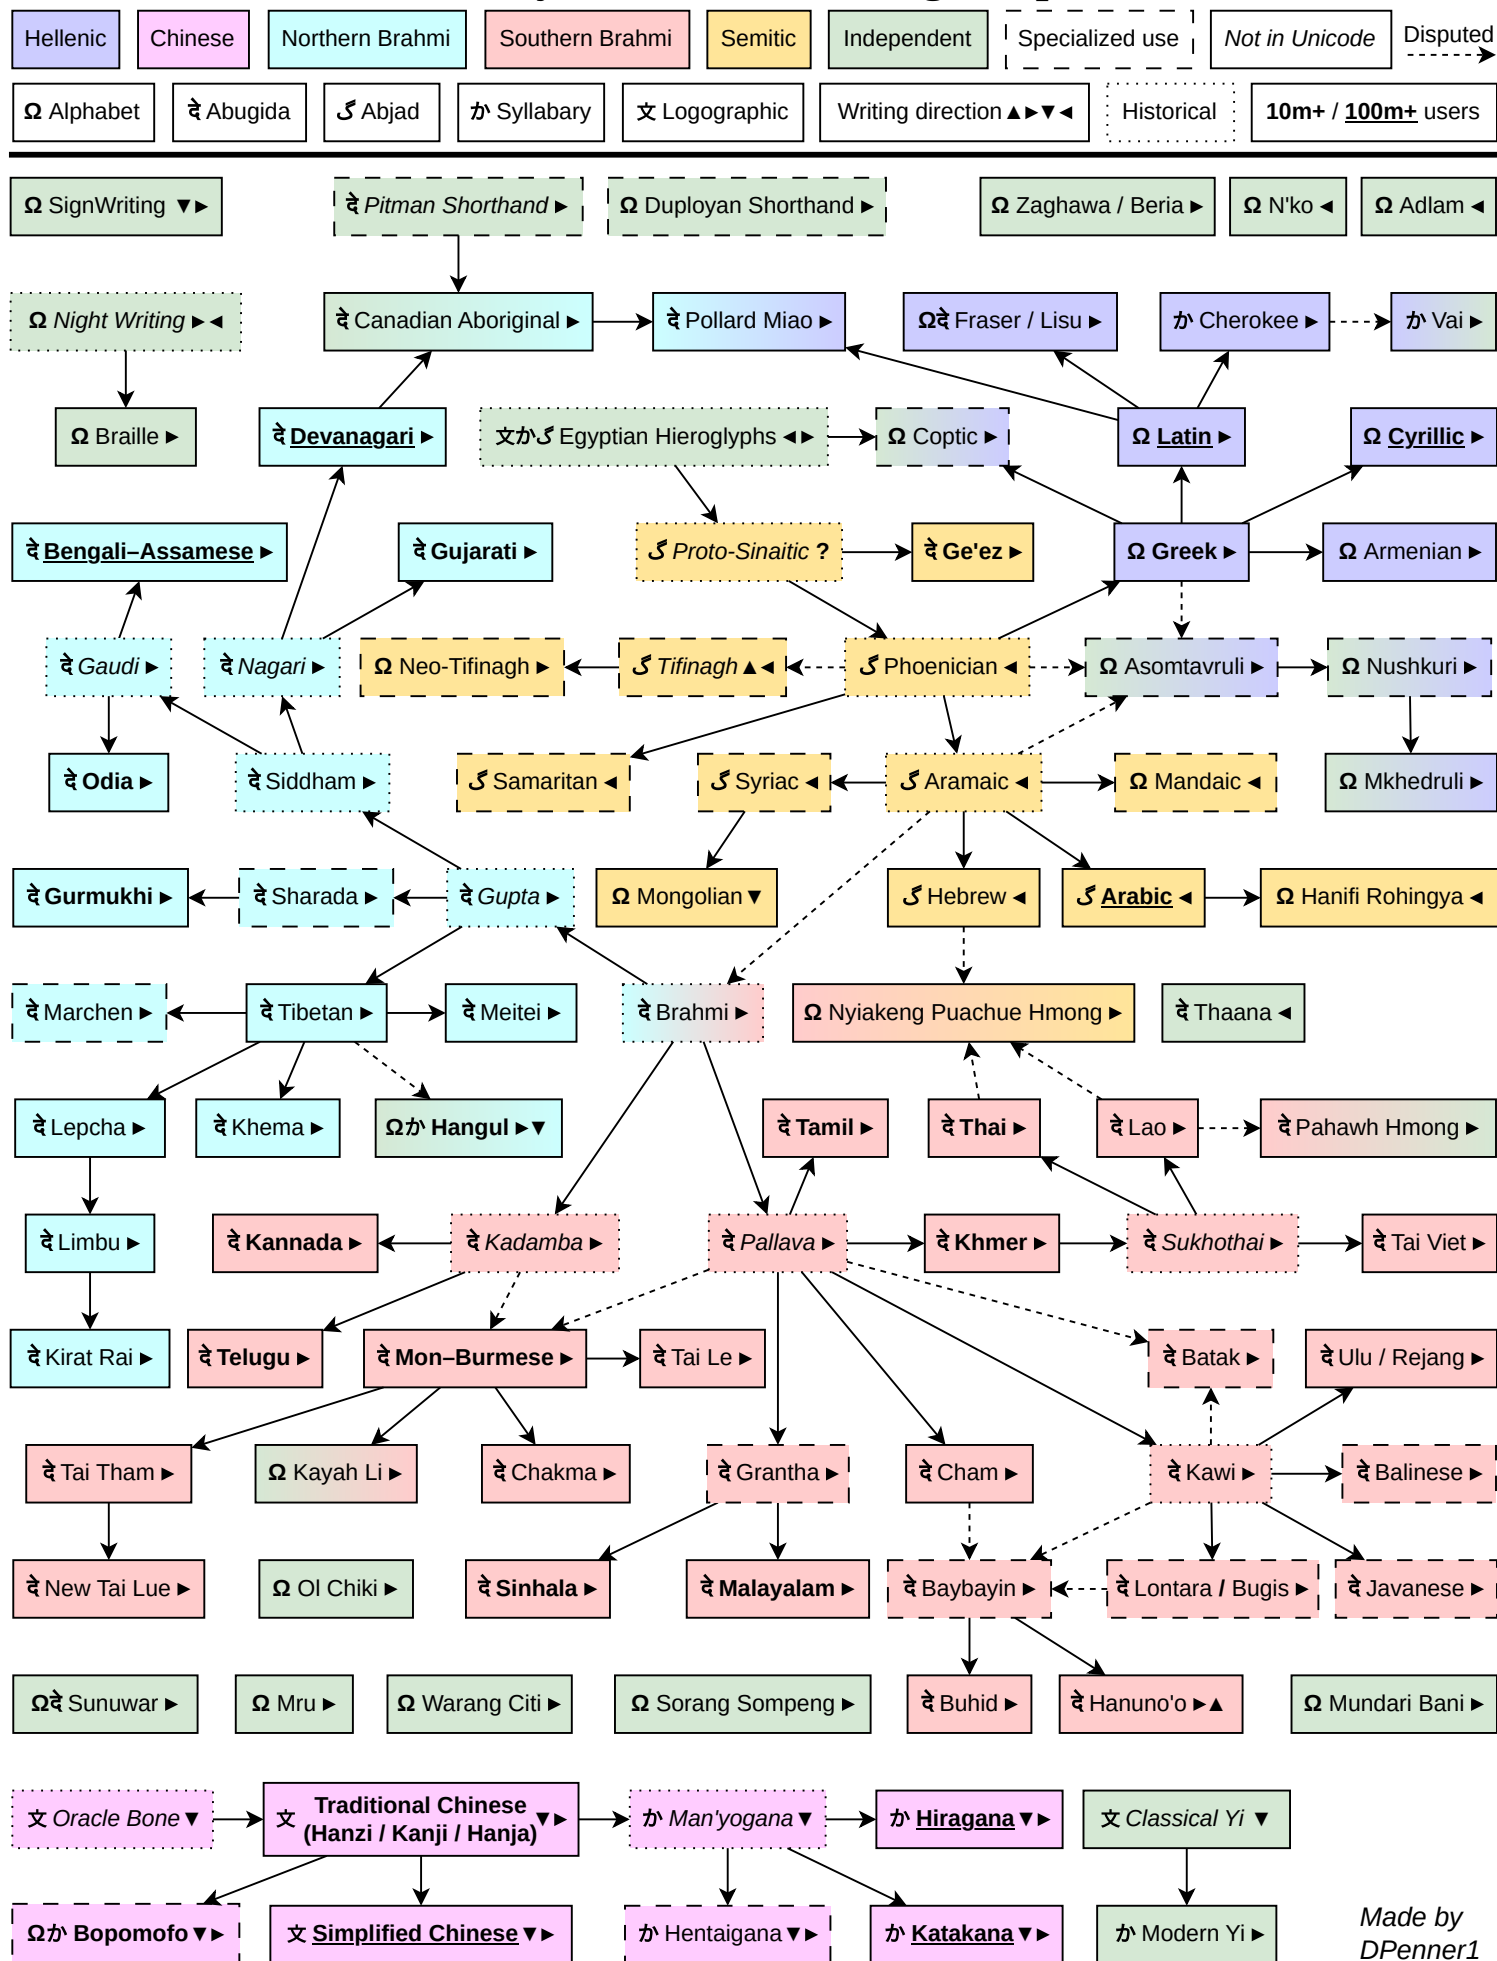 Hellenic
Chinese
Northern Brahmi
Southern Brahmi
Semitic
Independent
Specialized use
Not in Unicode
Disputed
Ω Alphabet
दे Abugida
گ Abjad
か Syllabary
文 Logographic
Writing direction ▲▶▼◀
Historical
10m+ / 100m+ users
Ω SignWriting ▼▶
दे Pitman Shorthand ▶
Ω Duployan Shorthand ▶
Ω Zaghawa / Beria ▶
Ω N'ko ◀
Ω Adlam ◀
Ω Night Writing ▶◀
दे Canadian Aboriginal ▶
दे Pollard Miao ▶
Ωदे Fraser / Lisu ▶
か Cherokee ▶
か Vai ▶
Ω Braille ▶
दे Devanagari ▶
文かگ Egyptian Hieroglyphs ◀▶
Ω Coptic ▶
Ω Latin ▶
Ω Cyrillic ▶
दे Bengali–Assamese ▶
दे Gujarati ▶
گ Proto-Sinaitic ?
दे Ge'ez ▶
Ω Greek ▶
Ω Armenian ▶
दे Gaudi ▶
दे Nagari ▶
Ω Neo-Tifinagh ▶
گ Tifinagh ▲◀
گ Phoenician ◀
Ω Asomtavruli ▶
Ω Nushkuri ▶
दे Odia ▶
दे Siddham ▶
گ Samaritan ◀
گ Syriac ◀
گ Aramaic ◀
Ω Mandaic ◀
Ω Mkhedruli ▶
दे Gurmukhi ▶
दे Sharada ▶
दे Gupta ▶
Ω Mongolian ▼
گ Hebrew ◀
گ Arabic ◀
Ω Hanifi Rohingya ◀
दे Marchen ▶
दे Tibetan ▶
दे Meitei ▶
दे Brahmi ▶
Ω Nyiakeng Puachue Hmong ▶
दे Thaana ◀
दे Lepcha ▶
दे Khema ▶
Ωか Hangul ▶▼
दे Tamil ▶
दे Thai ▶
दे Lao ▶
दे Pahawh Hmong ▶
दे Limbu ▶
दे Kannada ▶
दे Kadamba ▶
दे Pallava ▶
दे Khmer ▶
दे Sukhothai ▶
दे Tai Viet ▶
दे Kirat Rai ▶
दे Telugu ▶
दे Mon–Burmese ▶
दे Tai Le ▶
दे Batak ▶
दे Ulu / Rejang ▶
दे Tai Tham ▶
Ω Kayah Li ▶
दे Chakma ▶
दे Grantha ▶
दे Cham ▶
दे Kawi ▶
दे Balinese ▶
दे New Tai Lue ▶
Ω Ol Chiki ▶
दे Sinhala ▶
दे Malayalam ▶
दे Baybayin ▶
दे Lontara / Bugis ▶
दे Javanese ▶
Ωदे Sunuwar ▶
Ω Mru ▶
Ω Warang Citi ▶
Ω Sorang Sompeng ▶
दे Buhid ▶
दे Hanuno'o ▶▲
Ω Mundari Bani ▶
文 Oracle Bone ▼
文 Traditional Chinese ▼▶
(Hanzi / Kanji / Hanja)
か Man'yogana ▼
か Hiragana ▼▶
文 Classical Yi ▼
Ωか Bopomofo ▼▶
文 Simplified Chinese ▼▶
か Hentaigana ▼▶
か Katakana ▼▶
か Modern Yi ▶
Made by
DPenner1